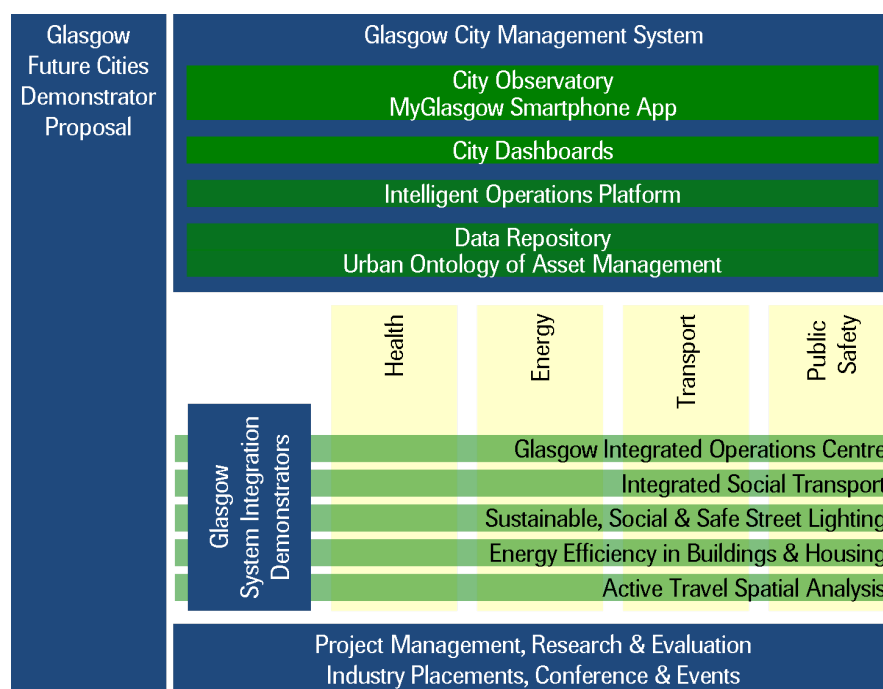 Glasgow
Future Cities
Demonstrator
Proposal
Glasgow City Management System
City Observatory
MyGlasgow Smartphone App
City Dashboards
Intelligent Operations Platform
Data Repository
Urban Ontology of Asset Management
Health
Energy
Transport
Public
Safety
Glasgow
System Integration
Demonstrators
Glasgow Integrated Operations Centre
Integrated Social Transport
Sustainable, Social & Safe Street Lighting
Energy Efficiency in Buildings & Housing
Active Travel Spatial Analysis
Project Management, Research & Evaluation
Industry Placements, Conference & Events